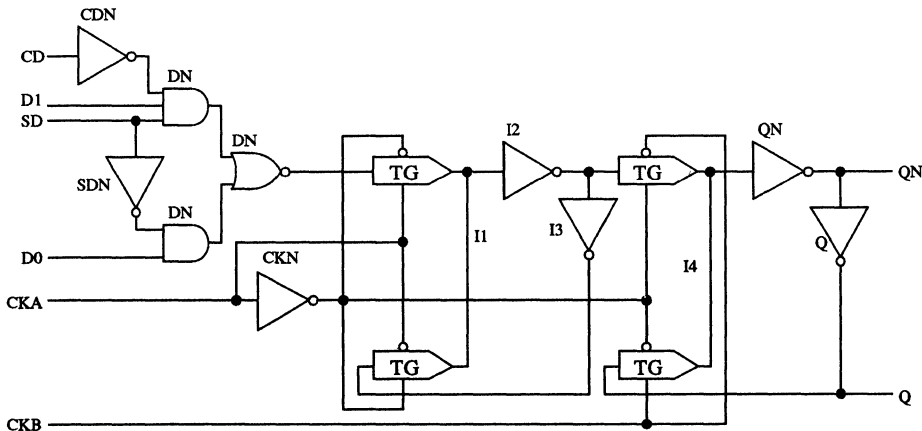 CDN
CD
DN
D1
SD
DN
SDN
DN
D0
CKA
CKN
TG
I1
I2
I3
TG
I4
QN
QN
Q
TG
TG
Q
CKB